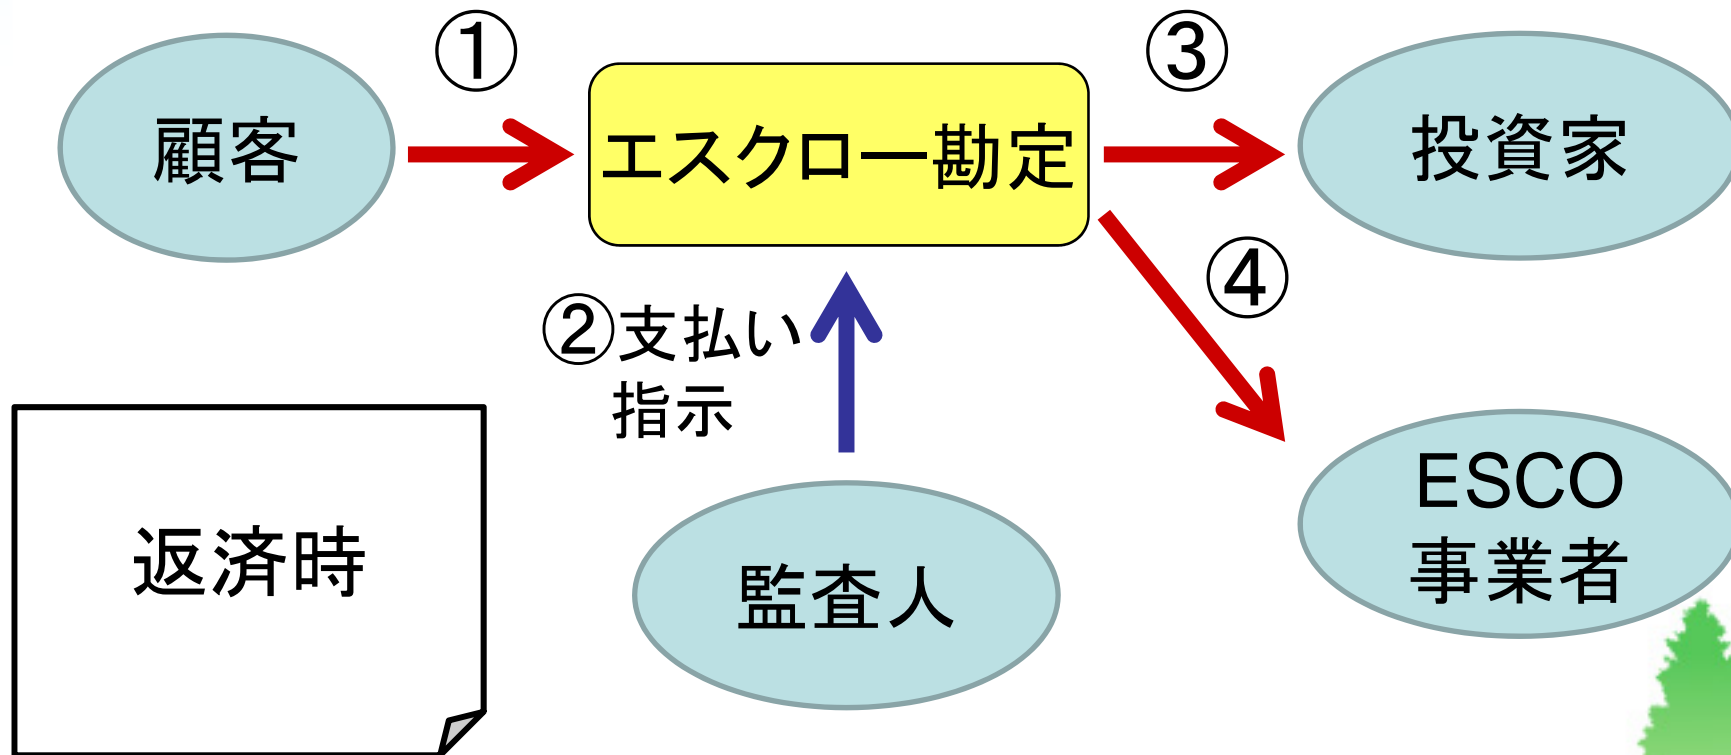 ①
③
顧客
エスクロー勘定
投資家
④
②支払い
指示
返済時
監査人
ESCO
事業者